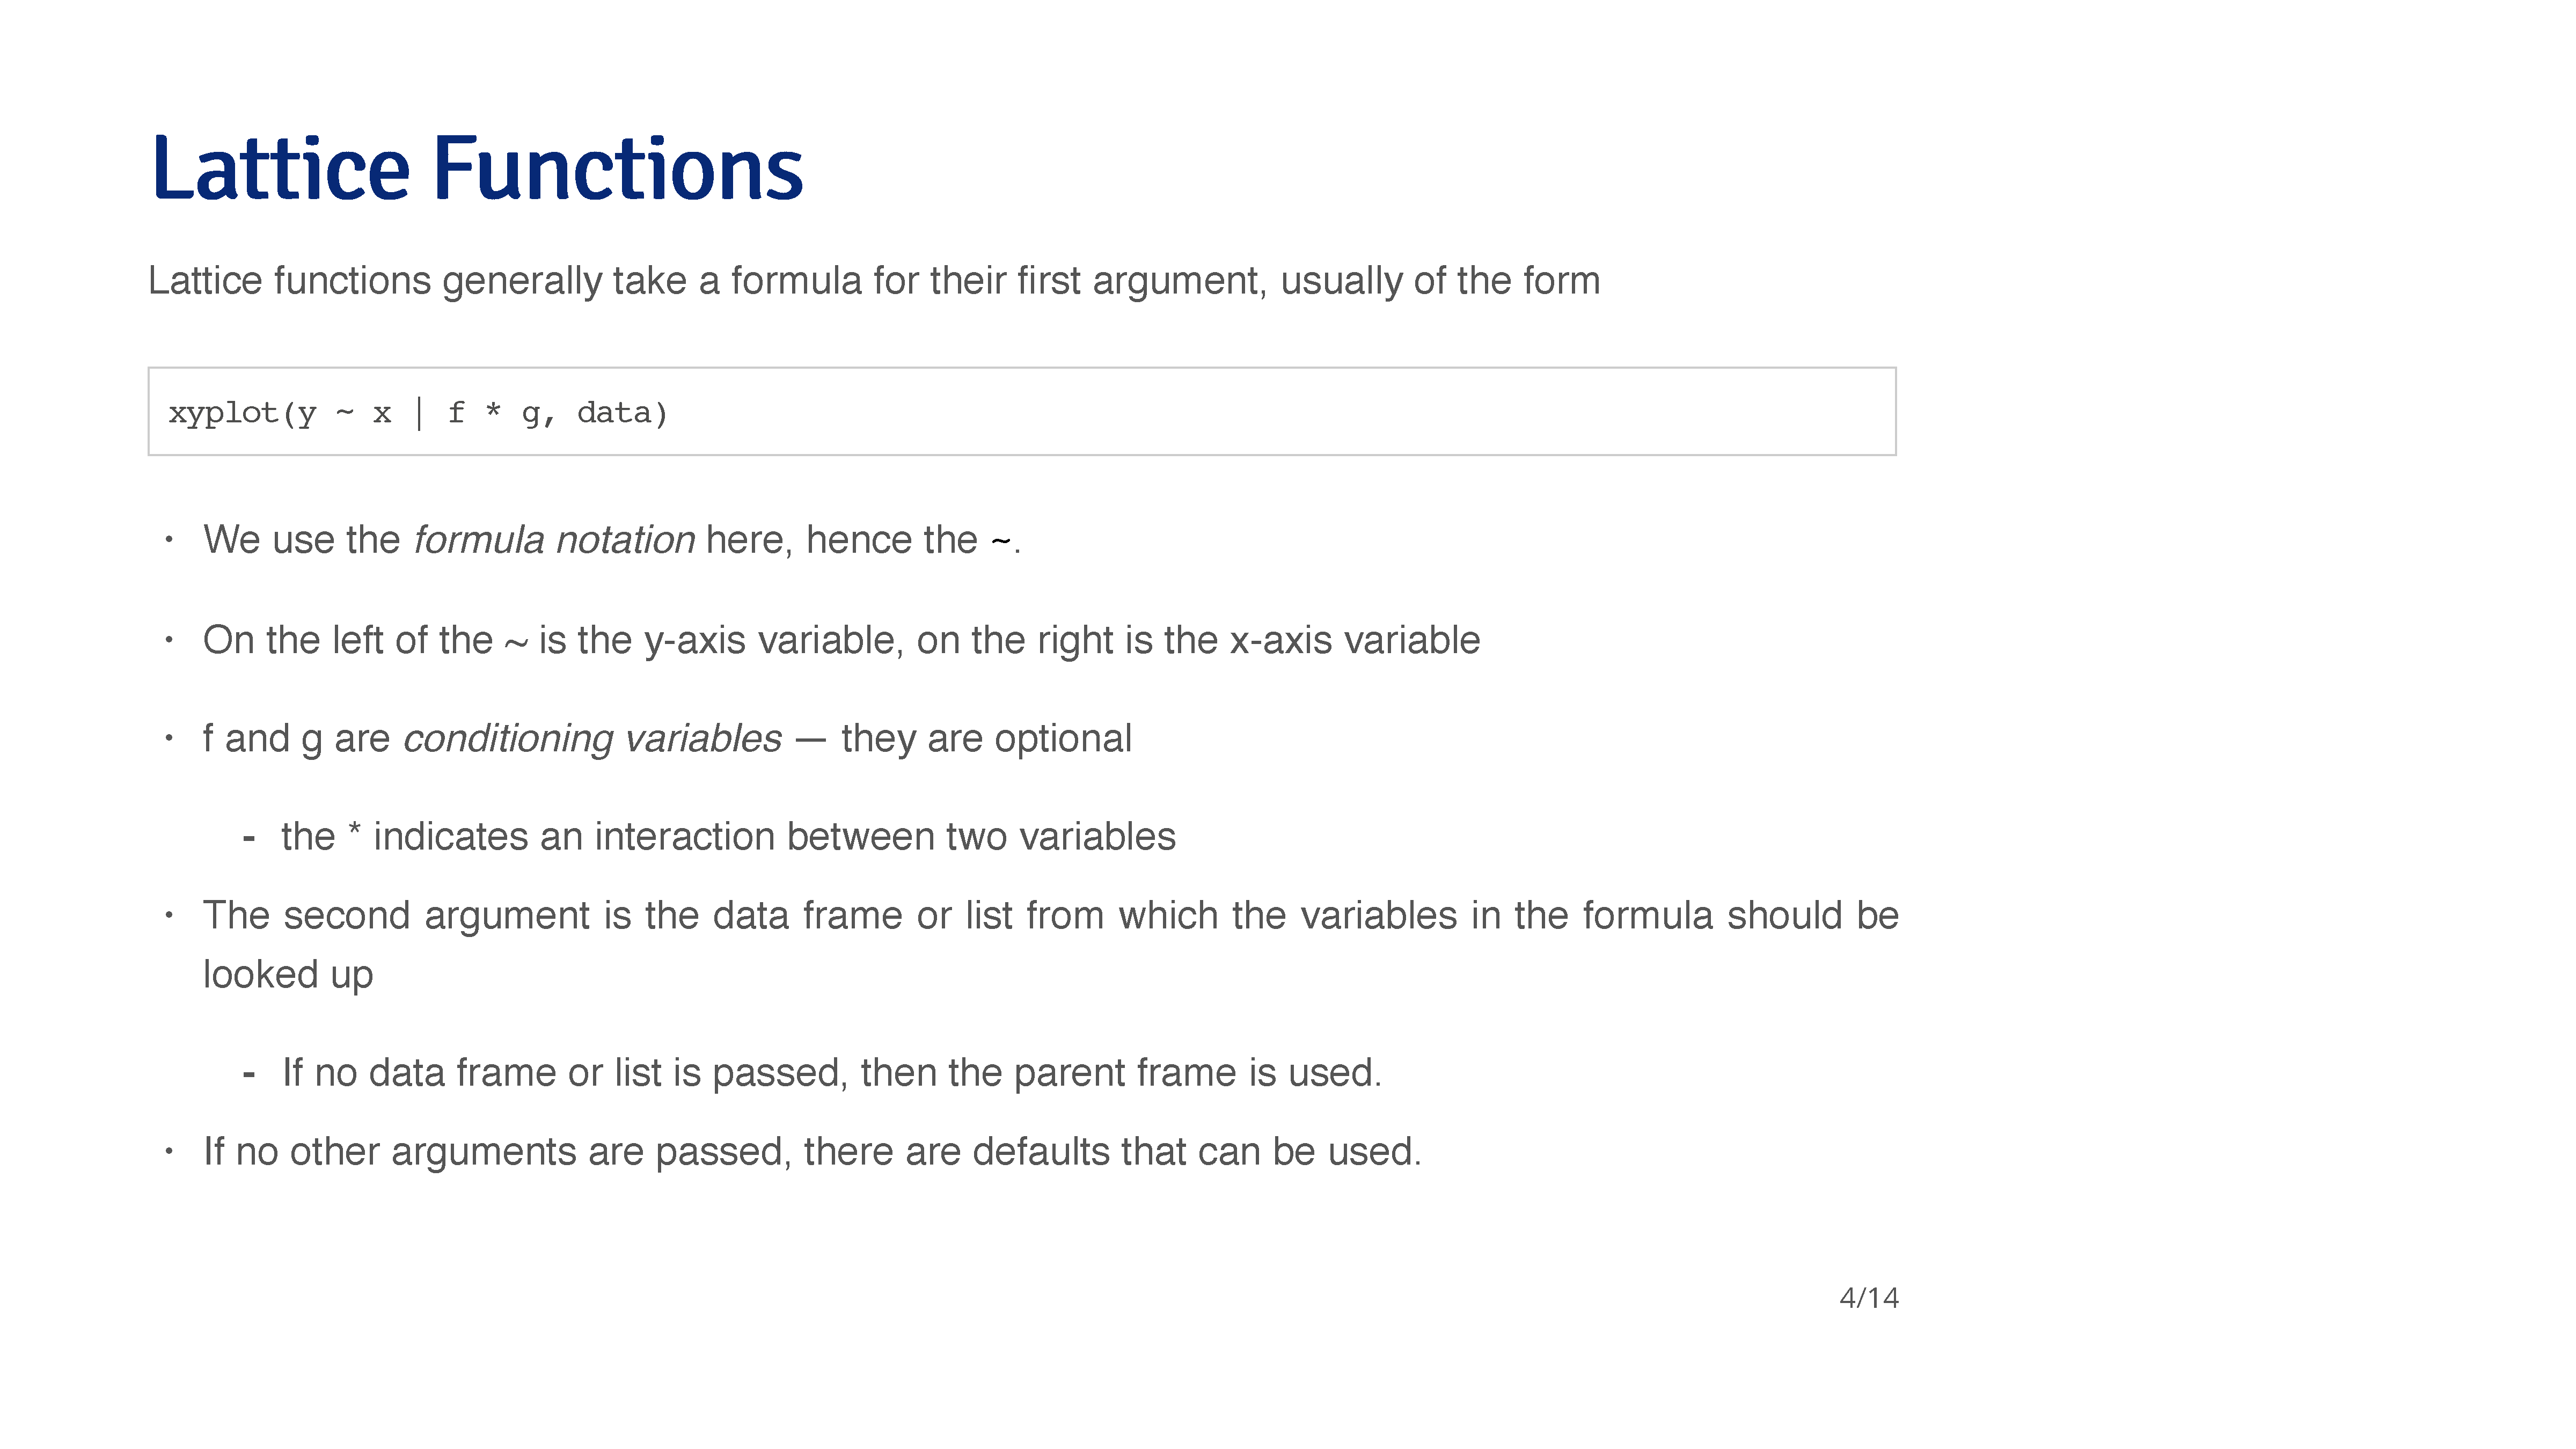 Lattice Functions
Lattice functions generally take a formula for their first argument, usually of the form
xyplot(y ~ x | f * g, data)
· We use the formula notation here, hence the ~.
· On the left of the ~ is the y-axis variable, on the right is the x-axis variable
· f and g are conditioning variables — they are optional
- the * indicates an interaction between two variables
· The second argument is the data frame or list from which the variables in the formula should be
looked up
- If no data frame or list is passed, then the parent frame is used.
· If no other arguments are passed, there are defaults that can be used.
4/14